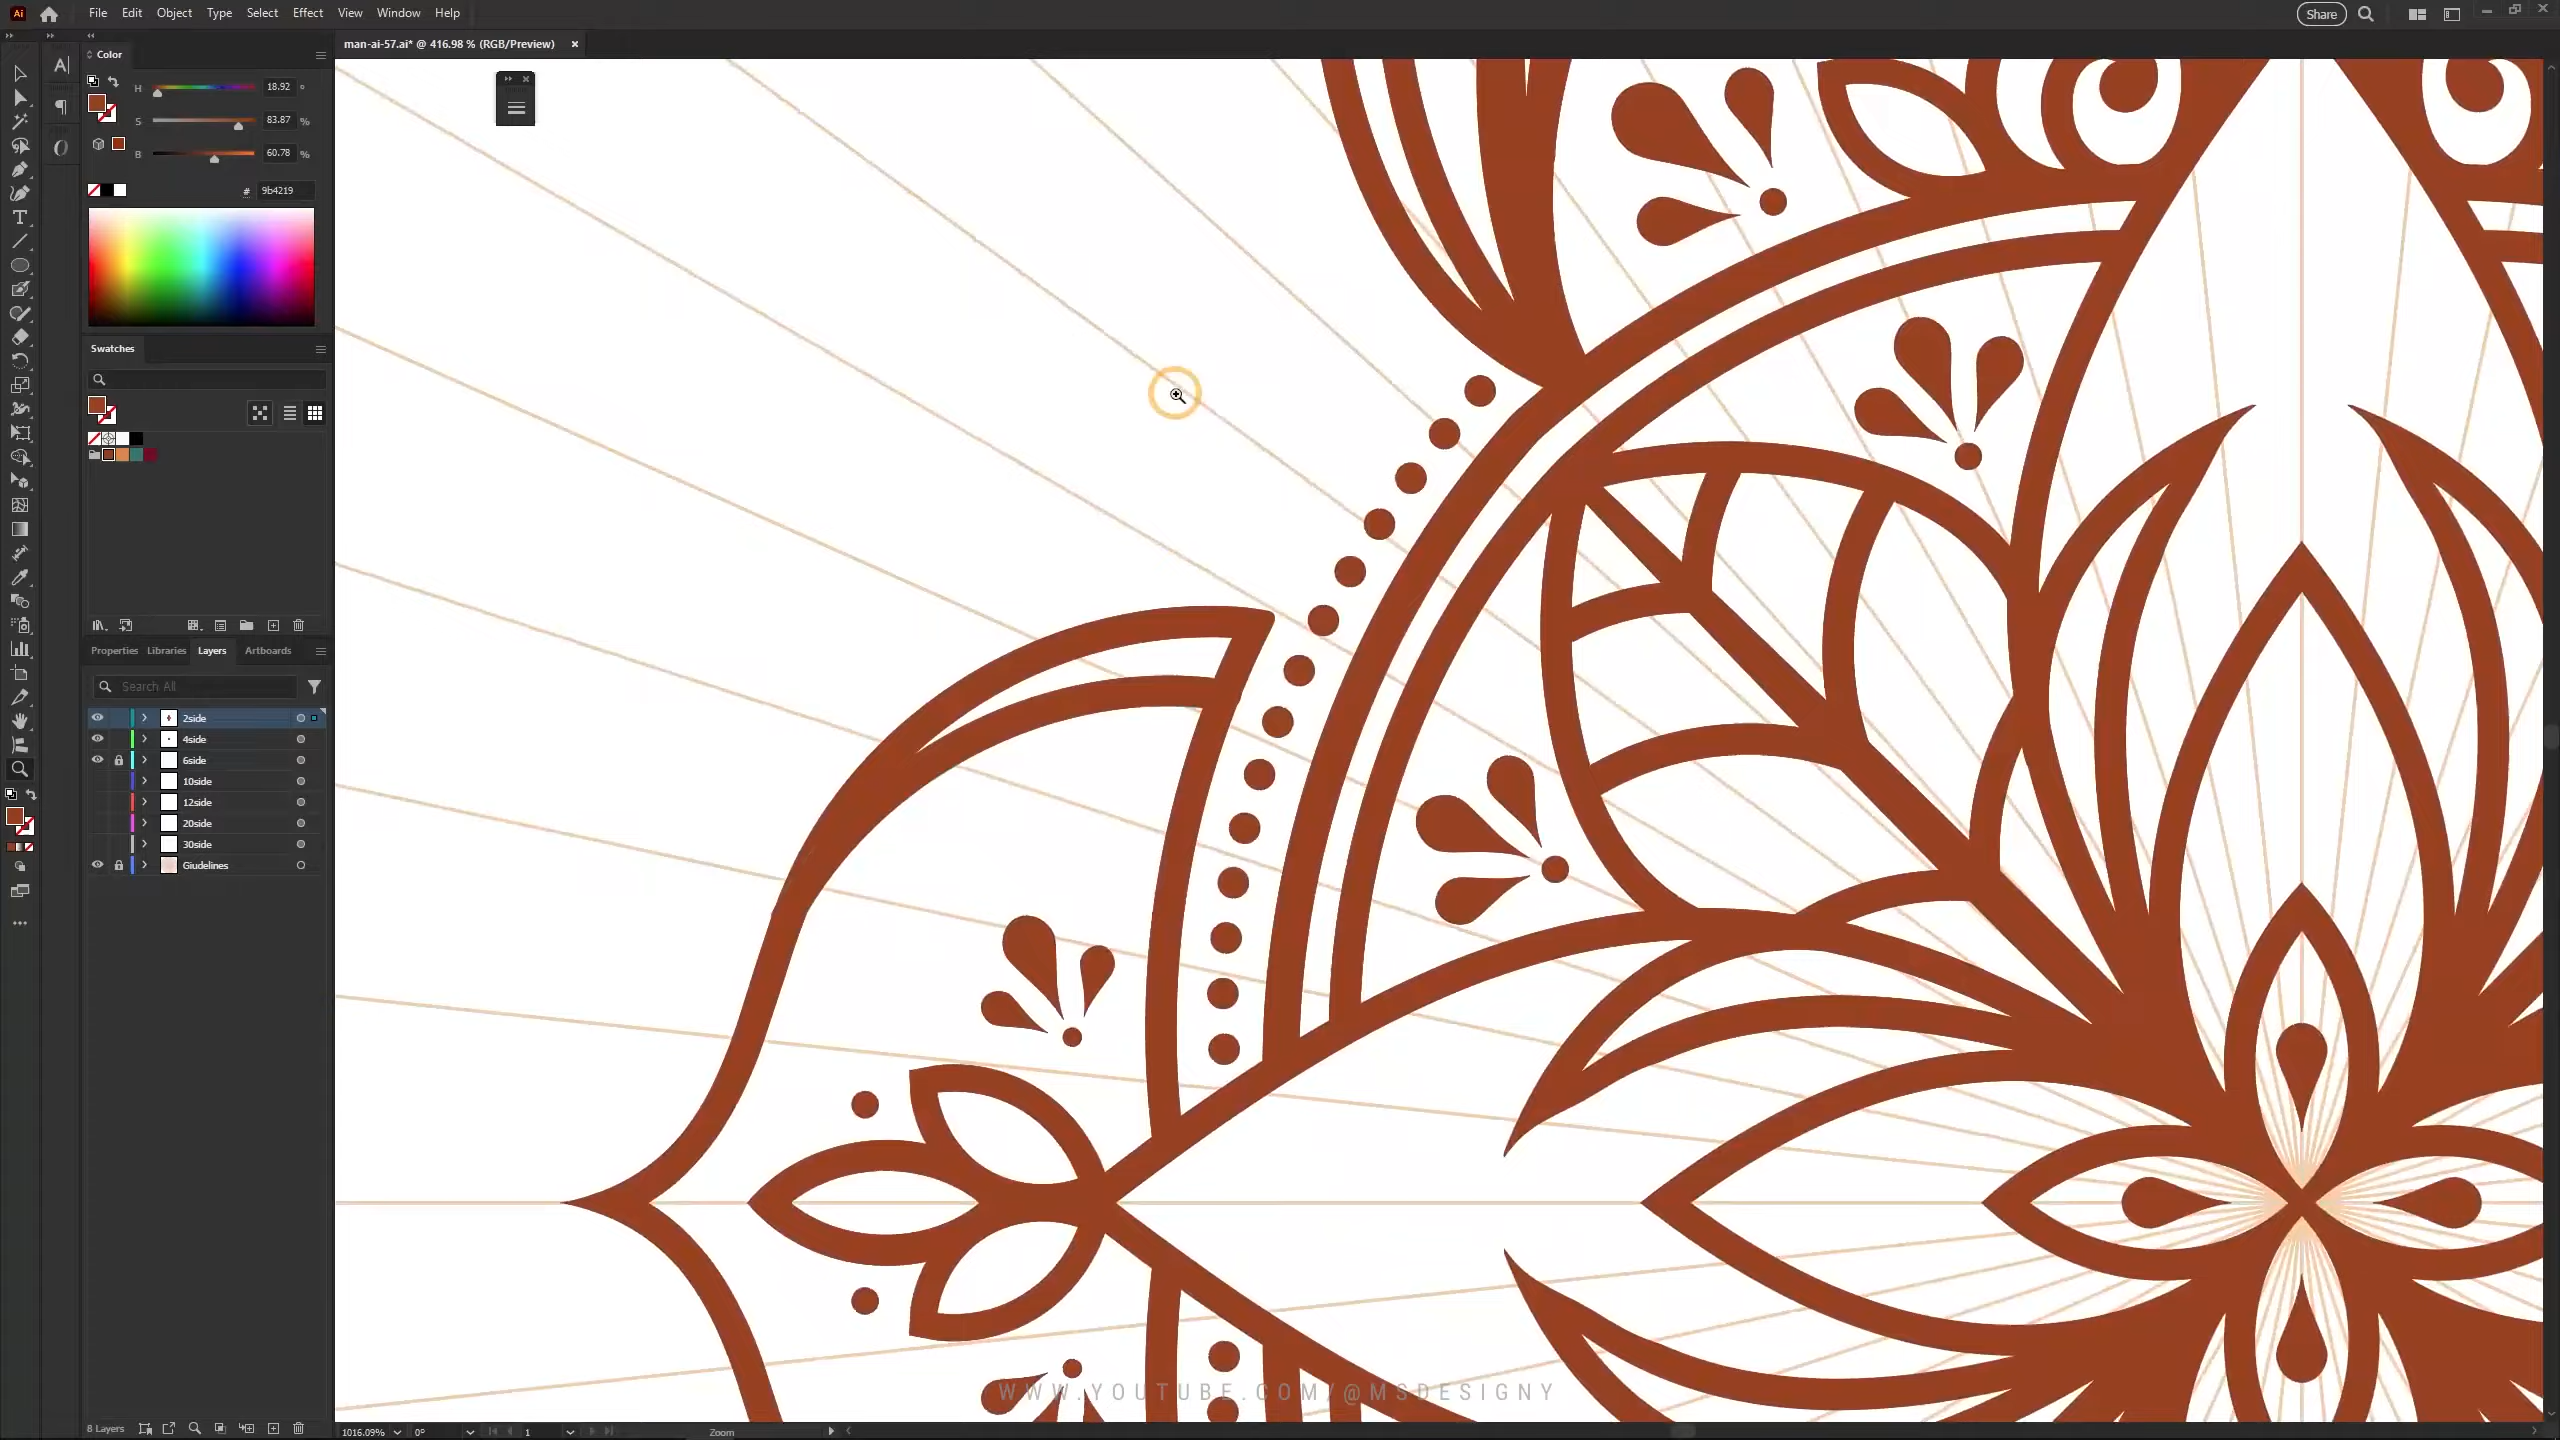 Ai File Edit Object Type Select Effect View Window Help Share
man-ai-57.ai* @ 416.98 % (RGB/Preview) ×
Color
H 18.92 °
S 83.87 %
B 60.78 %
# 9b4219
Swatches
Properties Libraries Layers Artboards
Search All
2side
4side
6side
10side
12side
20side
30side
Giudelines
WWW.YOUTUBE.COM/@MSDESIGNY
8 Layers
1016.09% 0° 1 Zoom